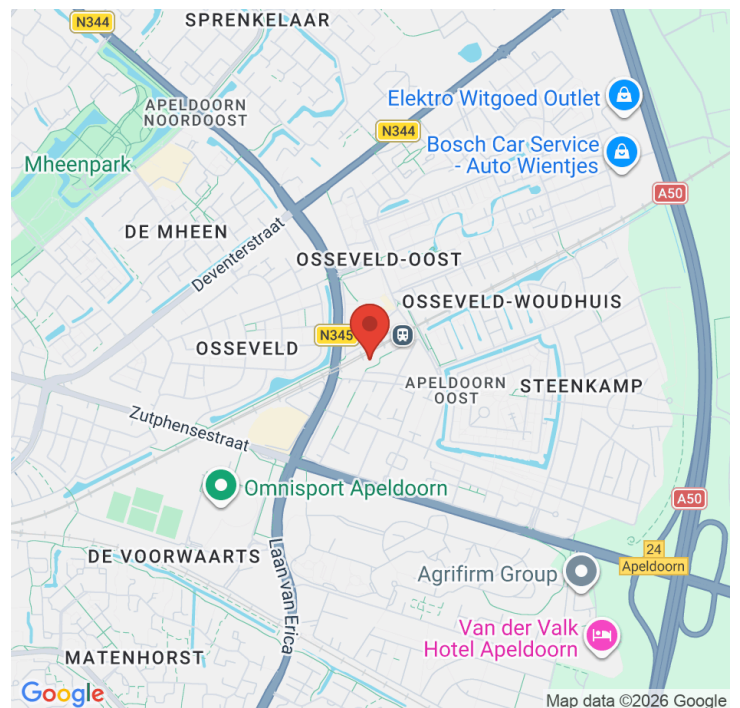 SPRENKELAAR
N344
APELDOORN
NOORDOOST
Elektro Witgoed Outlet
N344
Bosch Car Service
- Auto Wientjes
Mheenpark
A50
DE MHEEN
Deventerstraat
OSSEVELD-OOST
OSSEVELD-WOUDHUIS
N345
OSSEVELD
APELDOORN
OOST
STEENKAMP
Zutphensestraat
Omnisport Apeldoorn
A50
DE VOORWAARTS
Laan van Erica
24
Apeldoorn
Agrifirm Group
Van der Valk
Hotel Apeldoorn
MATENHORST
Google
Map data ©2026 Google